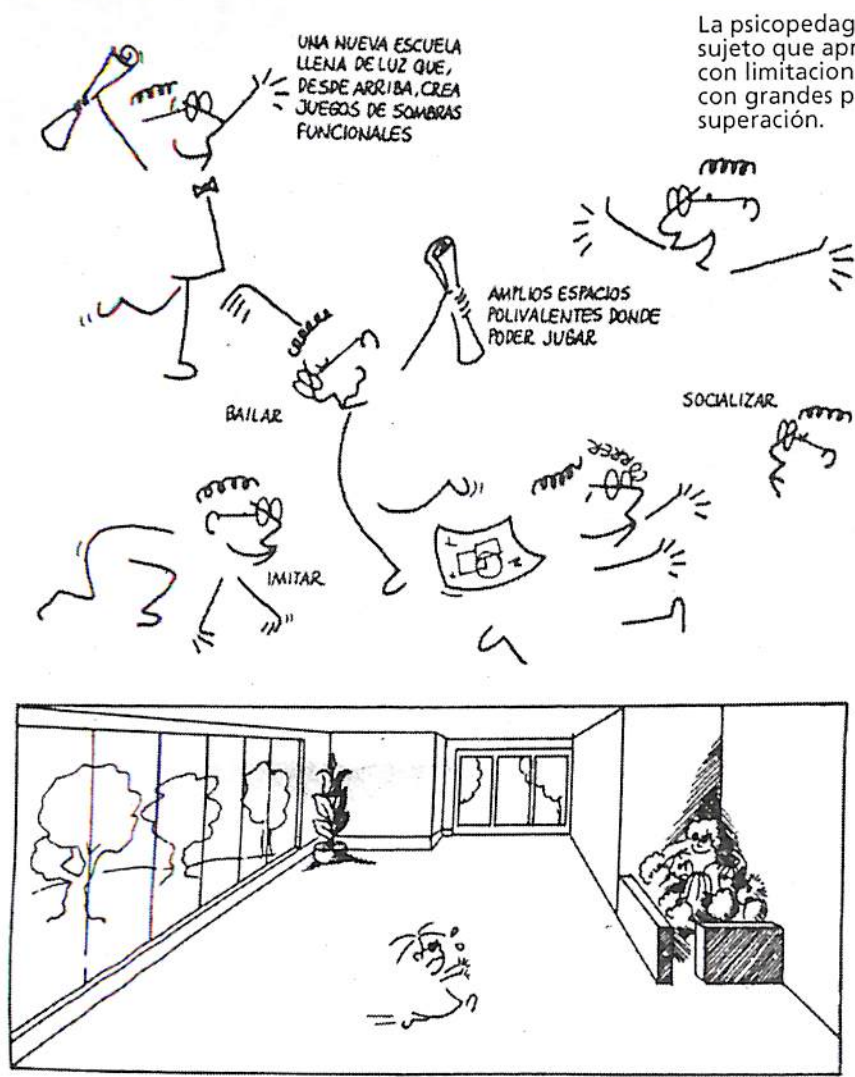 UNA NUEVA ESCUELA
LLENA DE LUZ QUE,
DESDE ARRIBA, CREA
JUEGOS DE SOMBRAS
FUNCIONALES
La psicopedag
sujeto que apr
con limitacion
con grandes p
superación.
AMPLIOS ESPACIOS
POLIVALENTES DONDE
PODER JUGAR
BAILAR
SOCIALIZAR
RRER
IMITAR